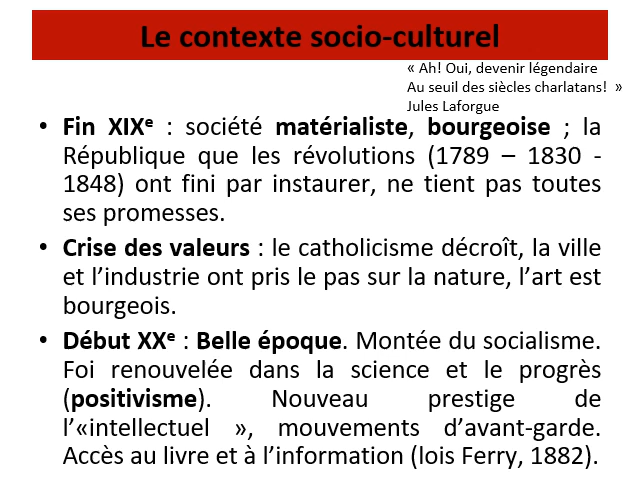 Le contexte socio-culturel
« Ah! Oui, devenir légendaire
Au seuil des siècles charlatans! »
Jules Laforgue
• Fin XIXᵉ : société matérialiste, bourgeoise ; la
République que les révolutions (1789 – 1830 -
1848) ont fini par instaurer, ne tient pas toutes
ses promesses.
• Crise des valeurs : le catholicisme décroît, la ville
et l’industrie ont pris le pas sur la nature, l’art est
bourgeois.
• Début XXᵉ : Belle époque. Montée du socialisme.
Foi renouvelée dans la science et le progrès
(positivisme). Nouveau prestige de
l’«intellectuel », mouvements d’avant-garde.
Accès au livre et à l’information (lois Ferry, 1882).